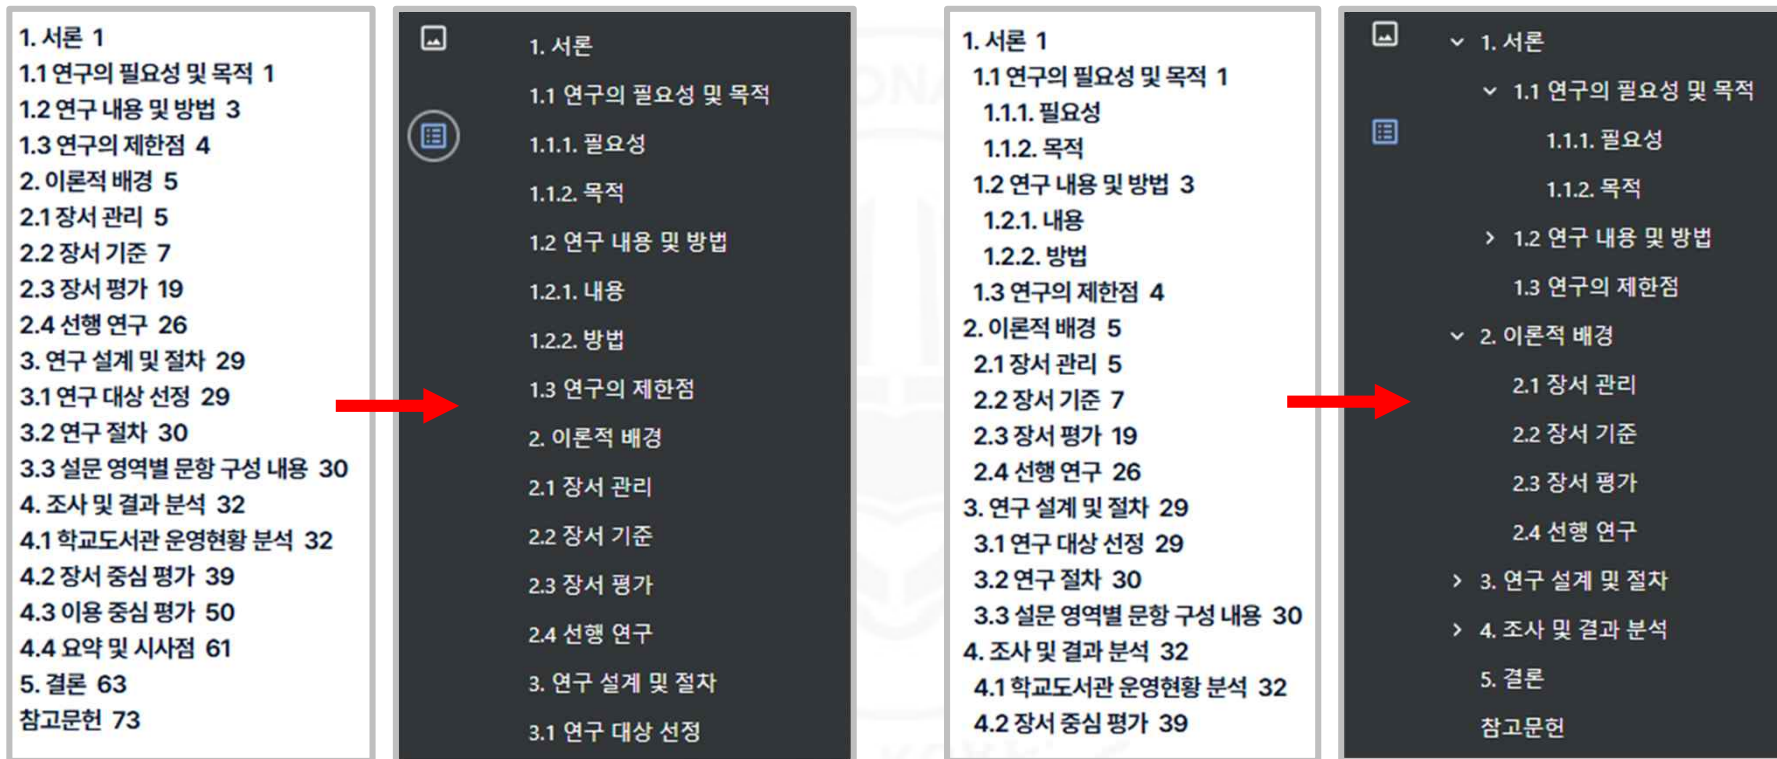 1. 서론 1
1.1 연구의 필요성 및 목적 1
1.2 연구 내용 및 방법 3
1.3 연구의 제한점 4
2. 이론적 배경 5
2.1 장서 관리 5
2.2 장서 기준 7
2.3 장서 평가 19
2.4 선행 연구 26
3. 연구 설계 및 절차 29
3.1 연구 대상 선정 29
3.2 연구 절차 30
3.3 설문 영역별 문항 구성 내용 30
4. 조사 및 결과 분석 32
4.1 학교도서관 운영현황 분석 32
4.2 장서 중심 평가 39
4.3 이용 중심 평가 50
4.4 요약 및 시사점 61
5. 결론 63
참고문헌 73
1. 서론
1.1 연구의 필요성 및 목적
1.1.1. 필요성
1.1.2. 목적
1.2 연구 내용 및 방법
1.2.1. 내용
1.2.2. 방법
1.3 연구의 제한점
2. 이론적 배경
2.1 장서 관리
2.2 장서 기준
2.3 장서 평가
2.4 선행 연구
3. 연구 설계 및 절차
3.1 연구 대상 선정
1. 서론 1
1.1 연구의 필요성 및 목적 1
1.1.1. 필요성
1.1.2. 목적
1.2 연구 내용 및 방법 3
1.2.1. 내용
1.2.2. 방법
1.3 연구의 제한점 4
2. 이론적 배경 5
2.1 장서 관리 5
2.2 장서 기준 7
2.3 장서 평가 19
2.4 선행 연구 26
3. 연구 설계 및 절차 29
3.1 연구 대상 선정 29
3.2 연구 절차 30
3.3 설문 영역별 문항 구성 내용 30
4. 조사 및 결과 분석 32
4.1 학교도서관 운영현황 분석 32
4.2 장서 중심 평가 39
1. 서론
1.1 연구의 필요성 및 목적
1.1.1. 필요성
1.1.2. 목적
1.2 연구 내용 및 방법
1.3 연구의 제한점
2. 이론적 배경
2.1 장서 관리
2.2 장서 기준
2.3 장서 평가
2.4 선행 연구
3. 연구 설계 및 절차
4. 조사 및 결과 분석
5. 결론
참고문헌